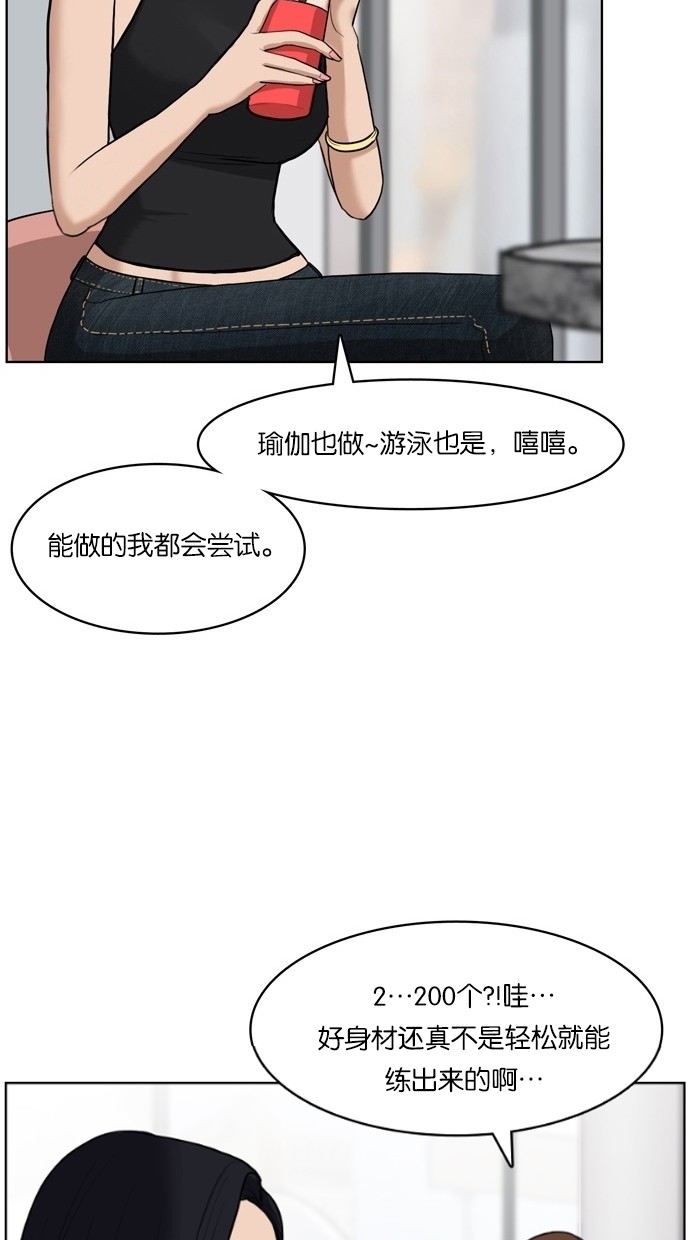 瑜伽也做~游泳也是，嘻嘻。
能做的我都会尝试。
2…200个?!哇…
好身材还真不是轻松就能
练出来的啊…